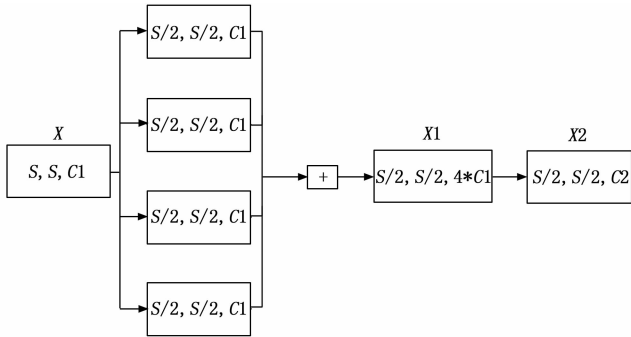 S/2, S/2, C1
S/2, S/2, C1
X
S, S, C1
X1
X2
+
S/2, S/2, 4*C1
S/2, S/2, C2
S/2, S/2, C1
S/2, S/2, C1